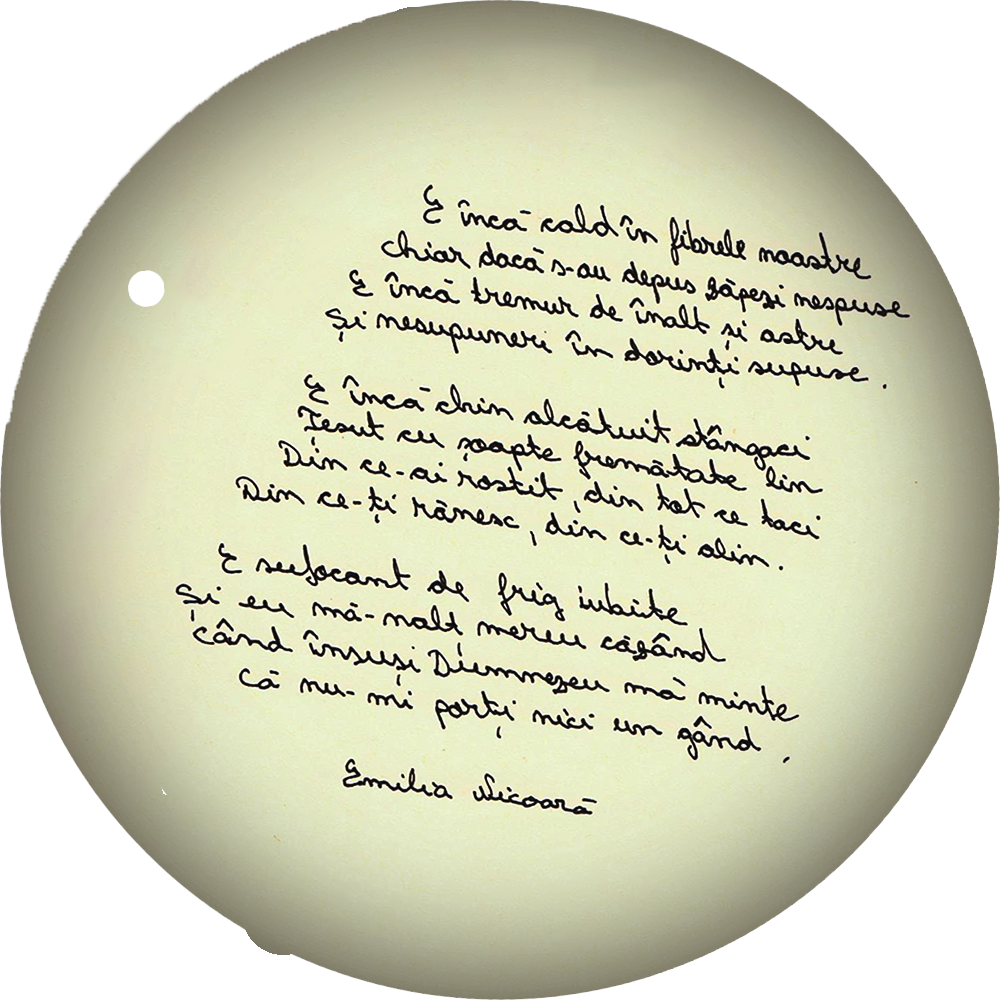 E încă cald în fibrele noastre
chiar dacă s-au depus zăpezi nespuse
E încă tremur de înalt și astre
Și nesupuneri în dorinți supuse.
E încă chin alcătuit stângaci
Țesut cu șoapte fremătate lin
Din ce-ai rostit, din tot ce taci
Din ce-ți rănesc, din ce-ți alin.
E sufocant de frig iubite
Și eu mă-nalț mereu căzând
când însuși Dumnezeu mă minte
Că nu-mi porți nici un gând.
Emilia Nicoară